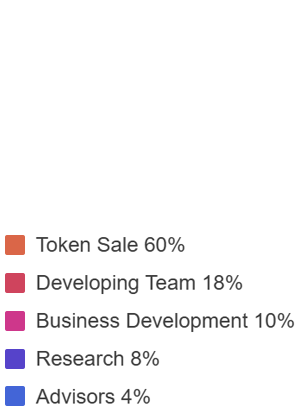 Token Sale 60%
Developing Team 18%
Business Development 10%
Research 8%
Advisors 4%